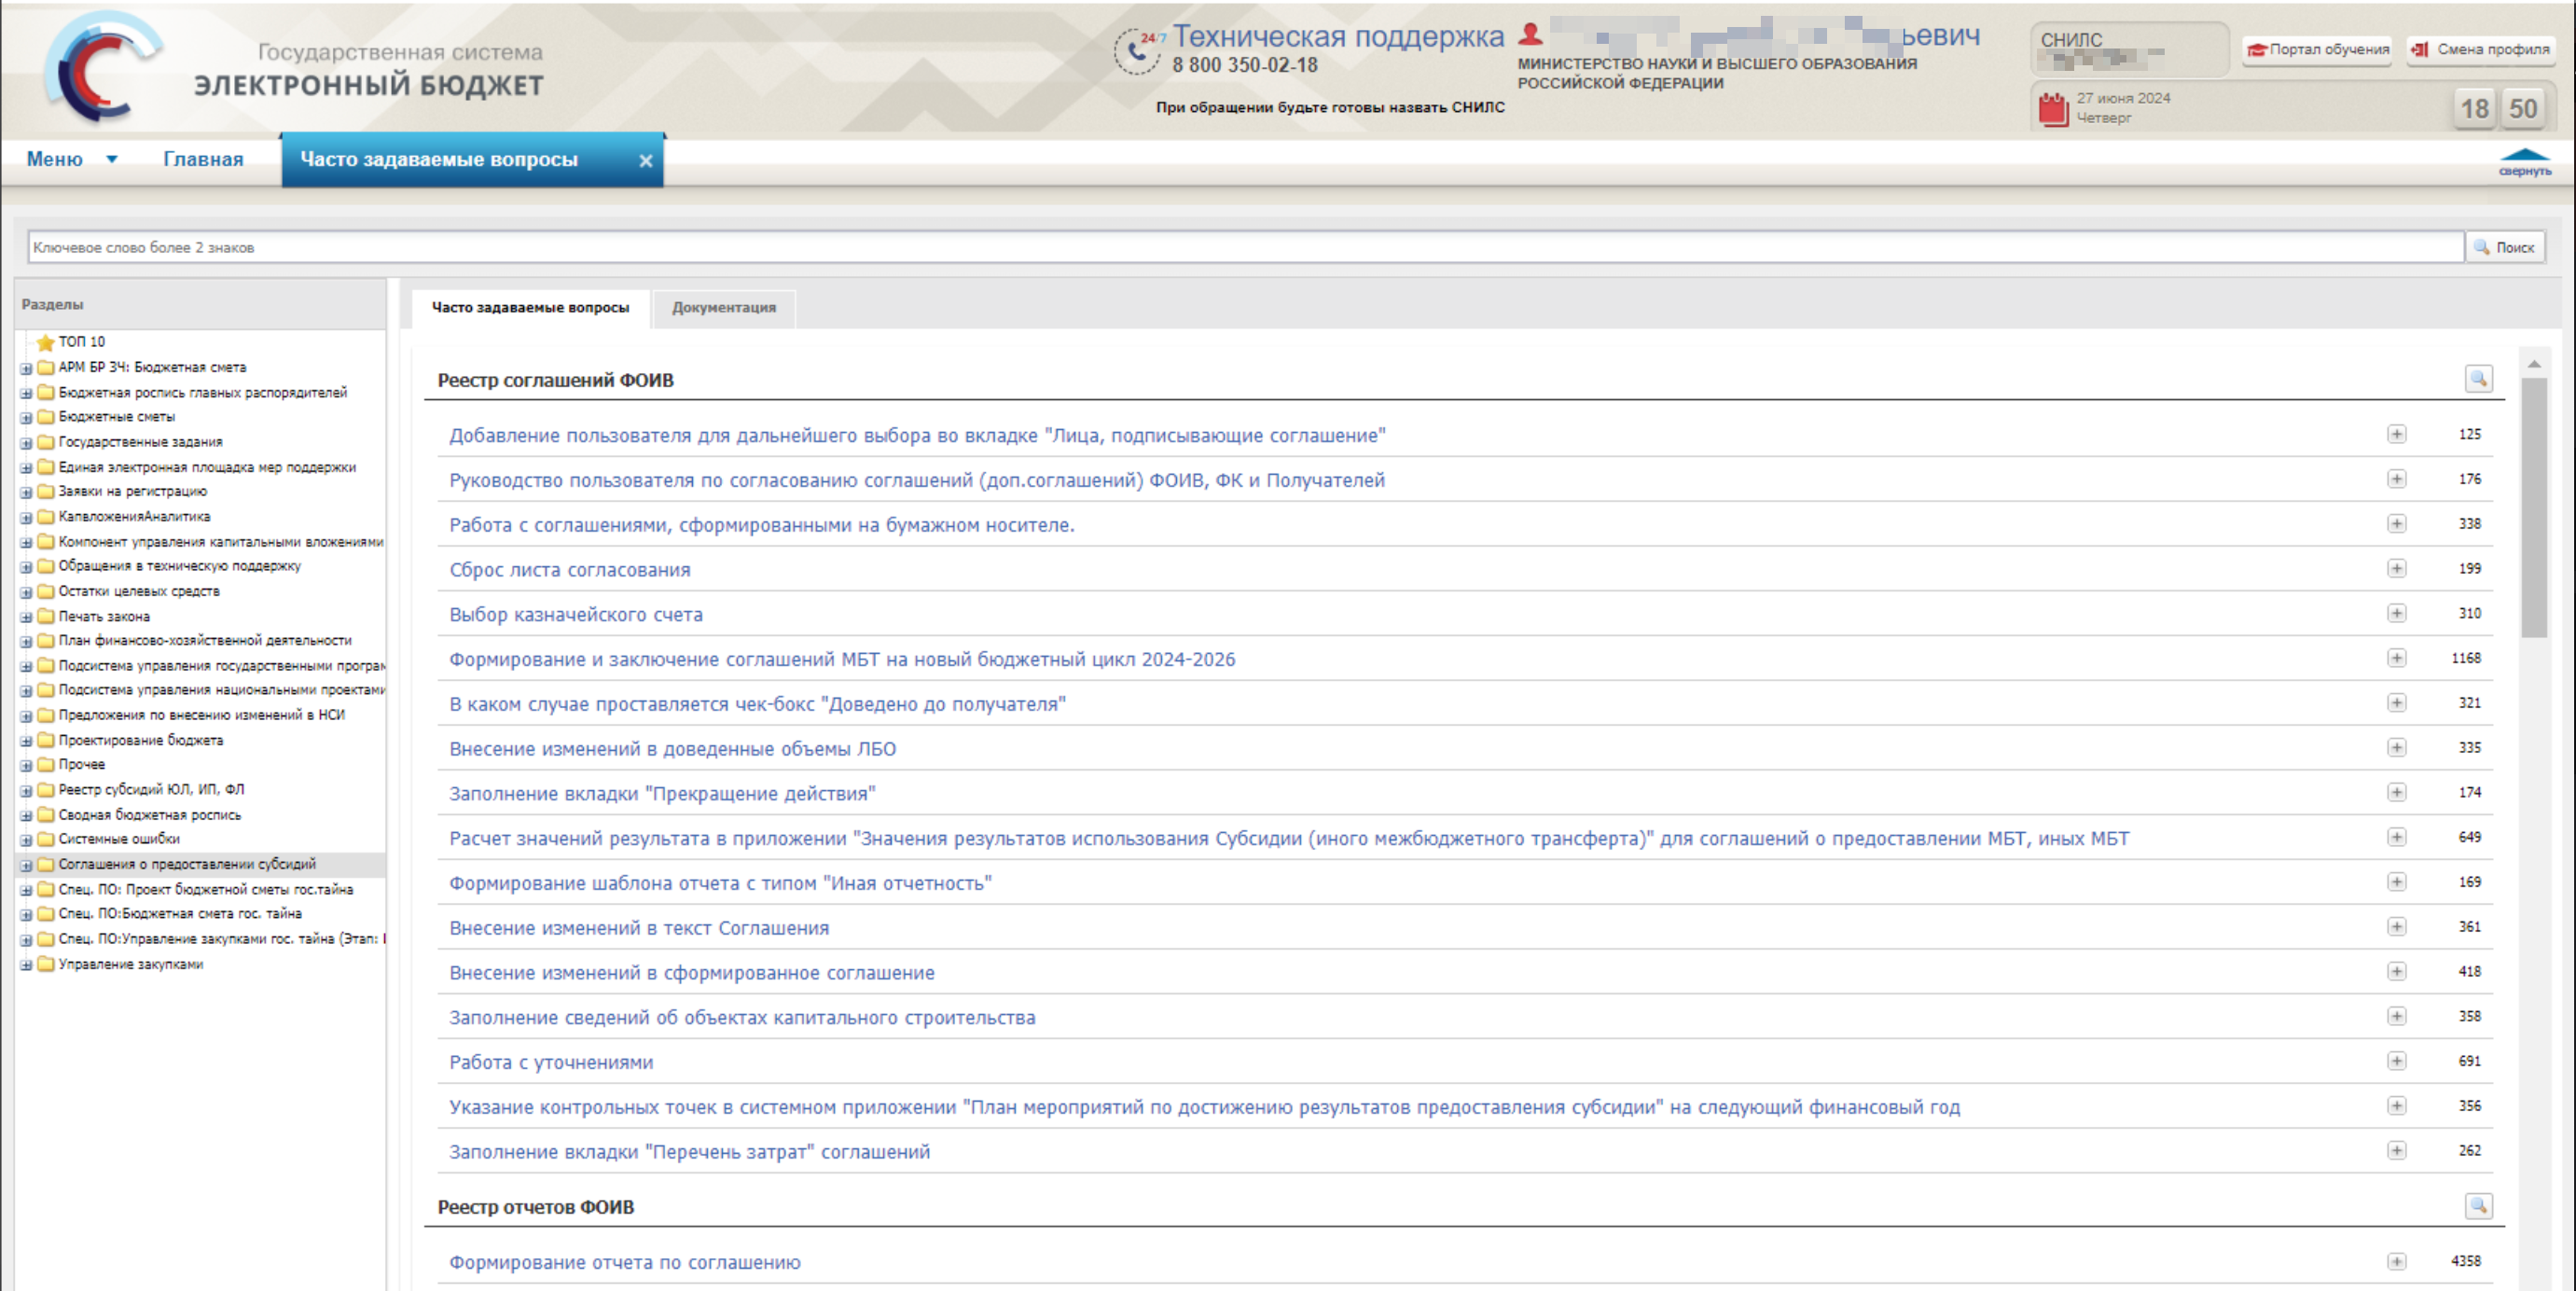 Государственная система
ЭЛЕКТРОННЫЙ БЮДЖЕТ
24/7
Техническая поддержка
8 800 350-02-18
При обращении будьте готовы назвать СНИЛС
ьевич
МИНИСТЕРСТВО НАУКИ И ВЫСШЕГО ОБРАЗОВАНИЯ
РОССИЙСКОЙ ФЕДЕРАЦИИ
СНИЛС
Портал обучения
Смена профиля
27 июня 2024
Четверг
18 50
Меню
Главная
Часто задаваемые вопросы
свернуть
Ключевое слово более 2 знаков
Поиск
Разделы
ТОП 10
АРМ БР ЗЧ: Бюджетная смета
Бюджетная роспись главных распорядителей
Бюджетные сметы
Государственные задания
Единая электронная площадка мер поддержки
Заявки на регистрацию
КапвложенияАналитика
Компонент управления капитальными вложениями
Обращения в техническую поддержку
Остатки целевых средств
Печать закона
План финансово-хозяйственной деятельности
Подсистема управления государственными програм
Подсистема управления национальными проектами
Предложения по внесению изменений в НСИ
Проектирование бюджета
Прочее
Реестр субсидий ЮЛ, ИП, ФЛ
Сводная бюджетная роспись
Системные ошибки
Соглашения о предоставлении субсидий
Спец. ПО: Проект бюджетной сметы гос.тайна
Спец. ПО:Бюджетная смета гос. тайна
Спец. ПО:Управление закупками гос. тайна (Этап:
Управление закупками
Часто задаваемые вопросы
Документация
Реестр соглашений ФОИВ
Добавление пользователя для дальнейшего выбора во вкладке "Лица, подписывающие соглашение" 125
Руководство пользователя по согласованию соглашений (доп.соглашений) ФОИВ, ФК и Получателей 176
Работа с соглашениями, сформированными на бумажном носителе. 338
Сброс листа согласования 199
Выбор казначейского счета 310
Формирование и заключение соглашений МБТ на новый бюджетный цикл 2024-2026 1168
В каком случае проставляется чек-бокс "Доведено до получателя" 321
Внесение изменений в доведенные объемы ЛБО 335
Заполнение вкладки "Прекращение действия" 174
Расчет значений результата в приложении "Значения результатов использования Субсидии (иного межбюджетного трансферта)" для соглашений о предоставлении МБТ, иных МБТ 649
Формирование шаблона отчета с типом "Иная отчетность" 169
Внесение изменений в текст Соглашения 361
Внесение изменений в сформированное соглашение 418
Заполнение сведений об объектах капитального строительства 358
Работа с уточнениями 691
Указание контрольных точек в системном приложении "План мероприятий по достижению результатов предоставления субсидии" на следующий финансовый год 356
Заполнение вкладки "Перечень затрат" соглашений 262
Реестр отчетов ФОИВ
Формирование отчета по соглашению 4358